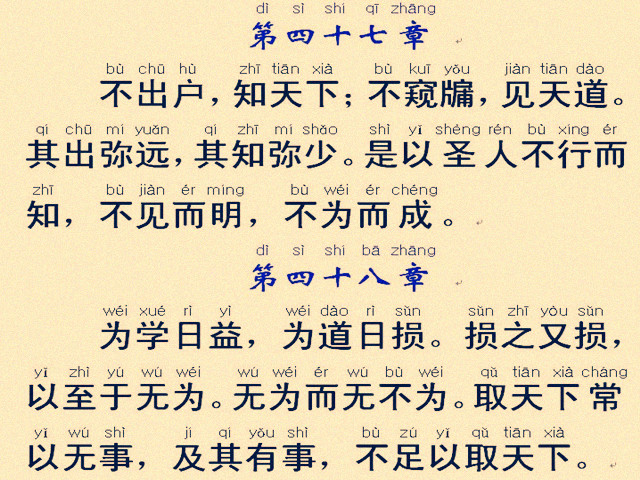 dì sì shí qī zhāng
第四十七章
bù chū hù zhī tiān xià bù kuī yǒu jiàn tiān dào
不出户，知天下；不窥牖，见天道。
qí chū mí yuǎn qí zhī mí shǎo shì yǐ shéng rén bù xíng ér
其出弥远，其知弥少。是以圣人不行而
zhī bù jiàn ér míng bù wéi ér chéng
知，不见而明，不为而成。
dì sì shí bā zhāng
第四十八章
wéi xué rì yì wéi dào rì sǔn sǔn zhī yòu sǔn
为学日益，为道日损。损之又损，
yǐ zhì yú wú wéi wú wéi ér wú bù wéi qǔ tiān xià cháng
以至于无为。无为而无不为。取天下常
yǐ wú shì jí qí yǒu shì bù zú yǐ qǔ tiān xià
以无事，及其有事，不足以取天下。